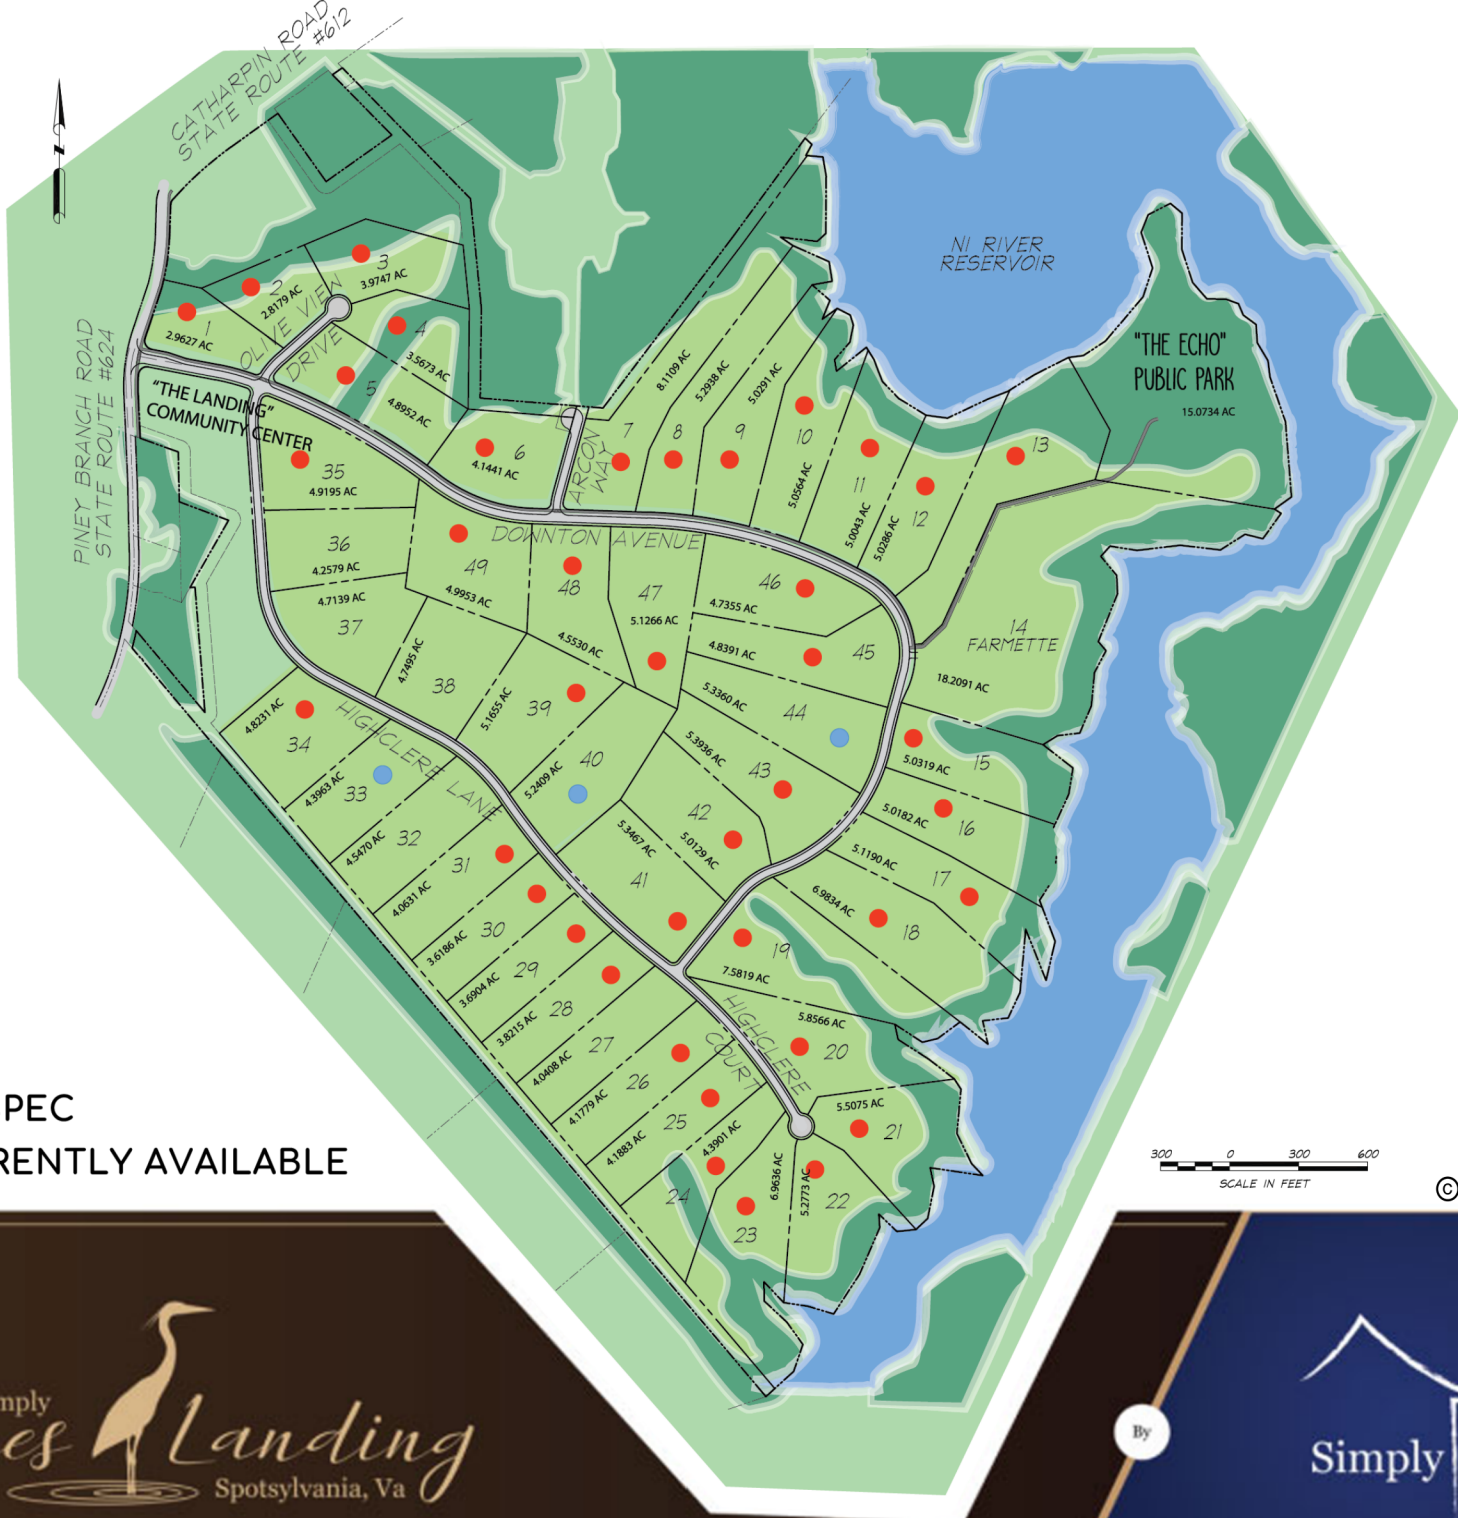 CATHARPIN ROAD
STATE ROUTE #612
N
PINEY BRANCH ROAD
STATE ROUTE #624
"THE LANDING"
COMMUNITY CENTER
OLIVE VIEW
DRIVE
ARCON
WAY
DOWNTON AVENUE
HIGHCLERE LANE
HIGHCLERE
COURT
NI RIVER
RESERVOIR
"THE ECHO"
PUBLIC PARK
15.0734 AC
1
2.9627 AC
2
2.8179 AC
3
3.9747 AC
4
3.5673 AC
5
4.8952 AC
6
4.1441 AC
7
8.1109 AC
8
5.2938 AC
9
5.0291 AC
10
5.0564 AC
11
5.0043 AC
12
5.0286 AC
13
14
FARMETTE
18.2091 AC
15
5.0319 AC
16
5.0182 AC
17
5.1190 AC
18
6.9834 AC
19
7.5819 AC
20
5.8566 AC
21
5.5075 AC
22
5.2773 AC
23
6.9636 AC
24
4.3901 AC
25
4.1883 AC
26
4.1779 AC
27
4.0408 AC
28
3.8215 AC
29
3.6904 AC
30
3.6186 AC
31
4.0631 AC
32
4.5470 AC
33
4.3963 AC
34
4.8231 AC
35
4.9195 AC
36
4.2579 AC
37
4.7139 AC
38
4.7495 AC
39
5.1655 AC
40
5.2409 AC
41
5.3467 AC
42
5.0129 AC
43
5.3936 AC
44
5.3360 AC
45
4.8391 AC
46
4.7355 AC
47
5.1266 AC
48
4.5530 AC
49
4.9953 AC
PEC
RENTLY AVAILABLE
300 0 300 600
SCALE IN FEET
©
mply
es Landing
Spotsylvania, Va
By
Simply